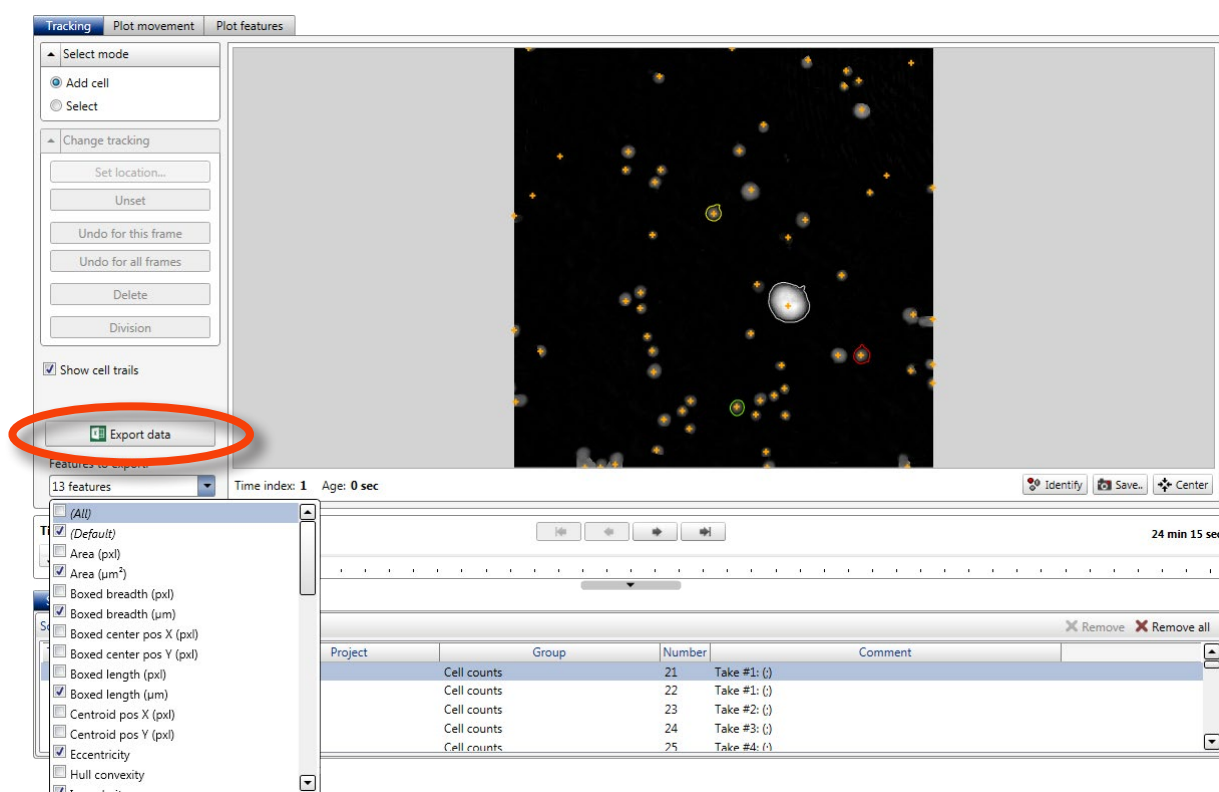 Tracking Plot movement Plot features
Select mode
Add cell
Select
Change tracking
Set location...
Unset
Undo for this frame
Undo for all frames
Delete
Division
Show cell trails
Export data
Features to export:
13 features
Time index: 1 Age: 0 sec
Identify Save.. Center
(All)
(Default)
24 min 15 sec
Area (pxl)
Area (µm²)
Boxed breadth (pxl)
Boxed breadth (µm)
Remove Remove all
Boxed center pos X (pxl)
Boxed center pos Y (pxl)
Project Group Number Comment
Boxed length (pxl)
Cell counts 21 Take #1: (;)
Boxed length (µm)
Cell counts 22 Take #1: (;)
Centroid pos X (pxl)
Cell counts 23 Take #2: (;)
Centroid pos Y (pxl)
Cell counts 24 Take #3: (;)
Eccentricity
Cell counts 25 Take #4: (;)
Hull convexity